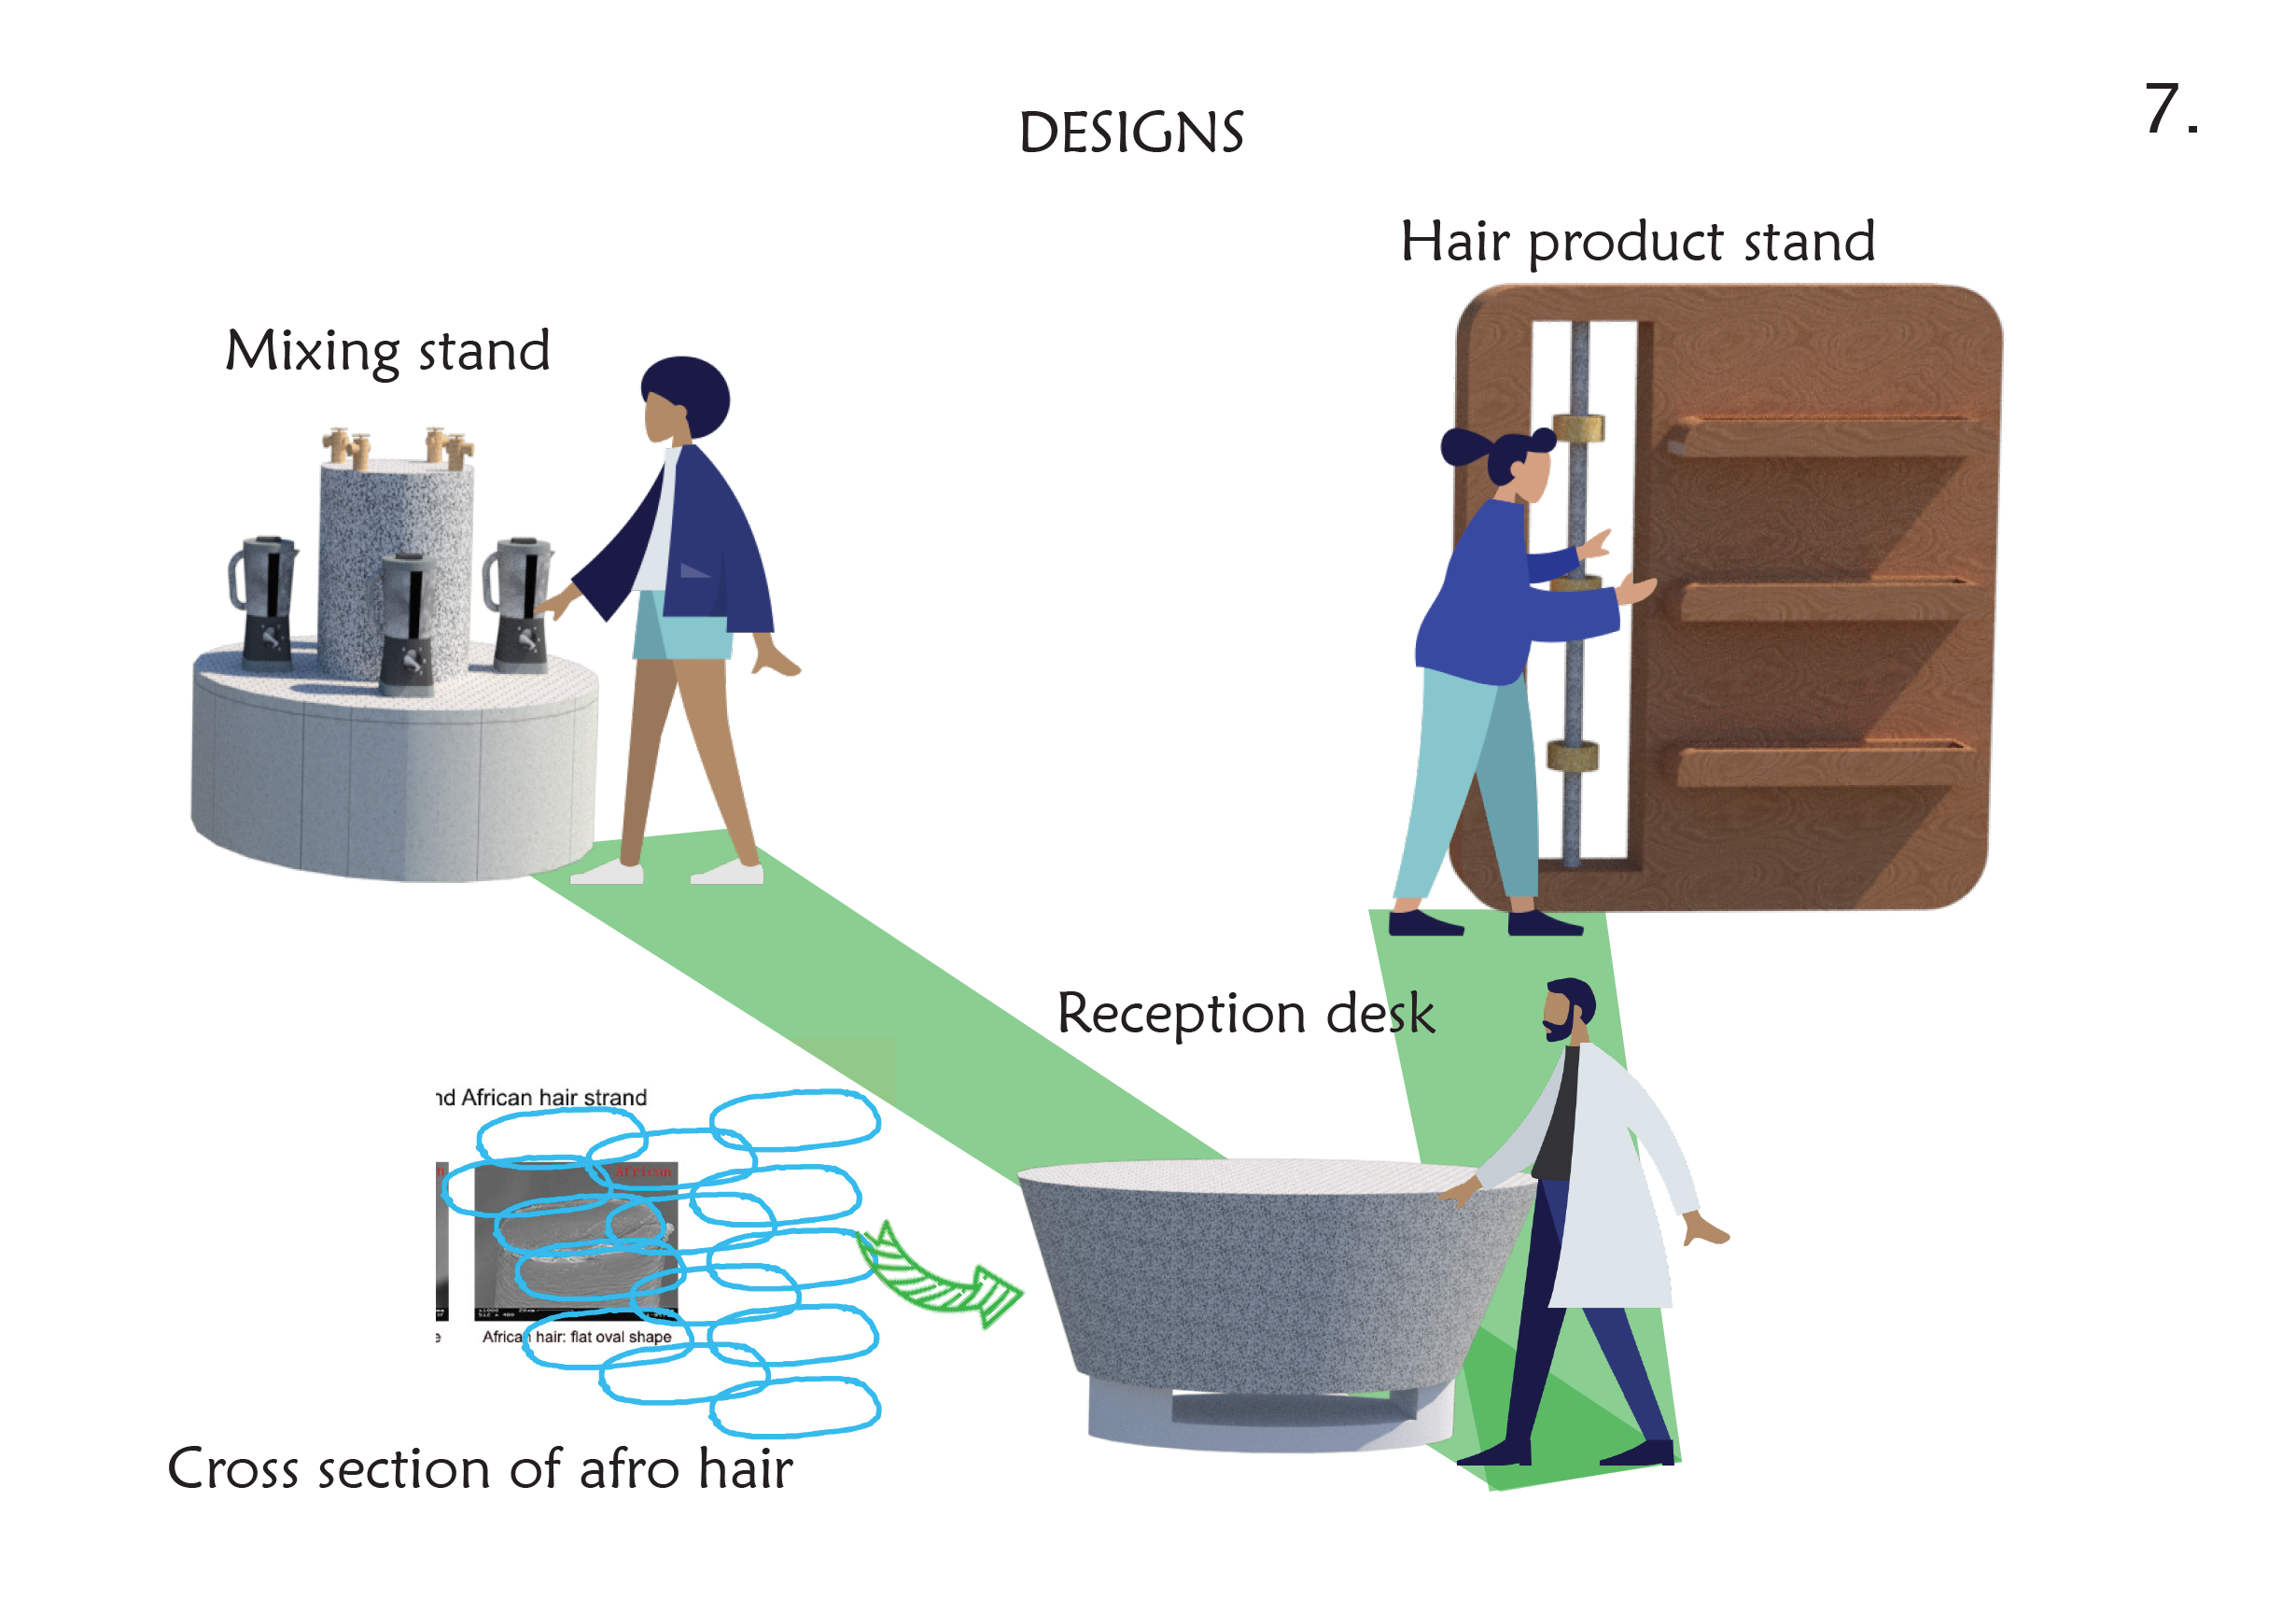 DESIGNS
7.
Hair product stand
Mixing stand
Reception desk
African hair strand
African
African hair: flat oval shape
Cross section of afro hair